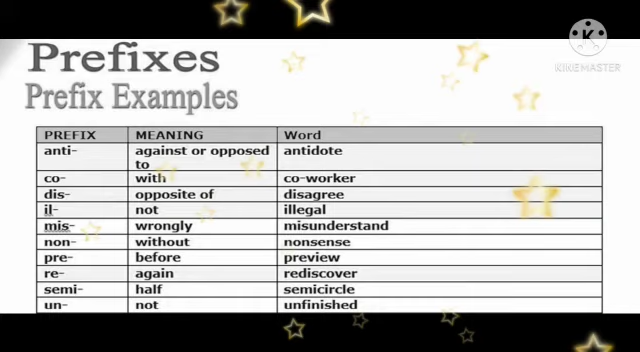 Prefixes
KINEMASTER
Prefix Examples
PREFIX MEANING Word
anti- against or opposed to antidote
co- with co-worker
dis- opposite of disagree
il- not illegal
mis- wrongly misunderstand
non- without nonsense
pre- before preview
re- again rediscover
semi- half semicircle
un- not unfinished